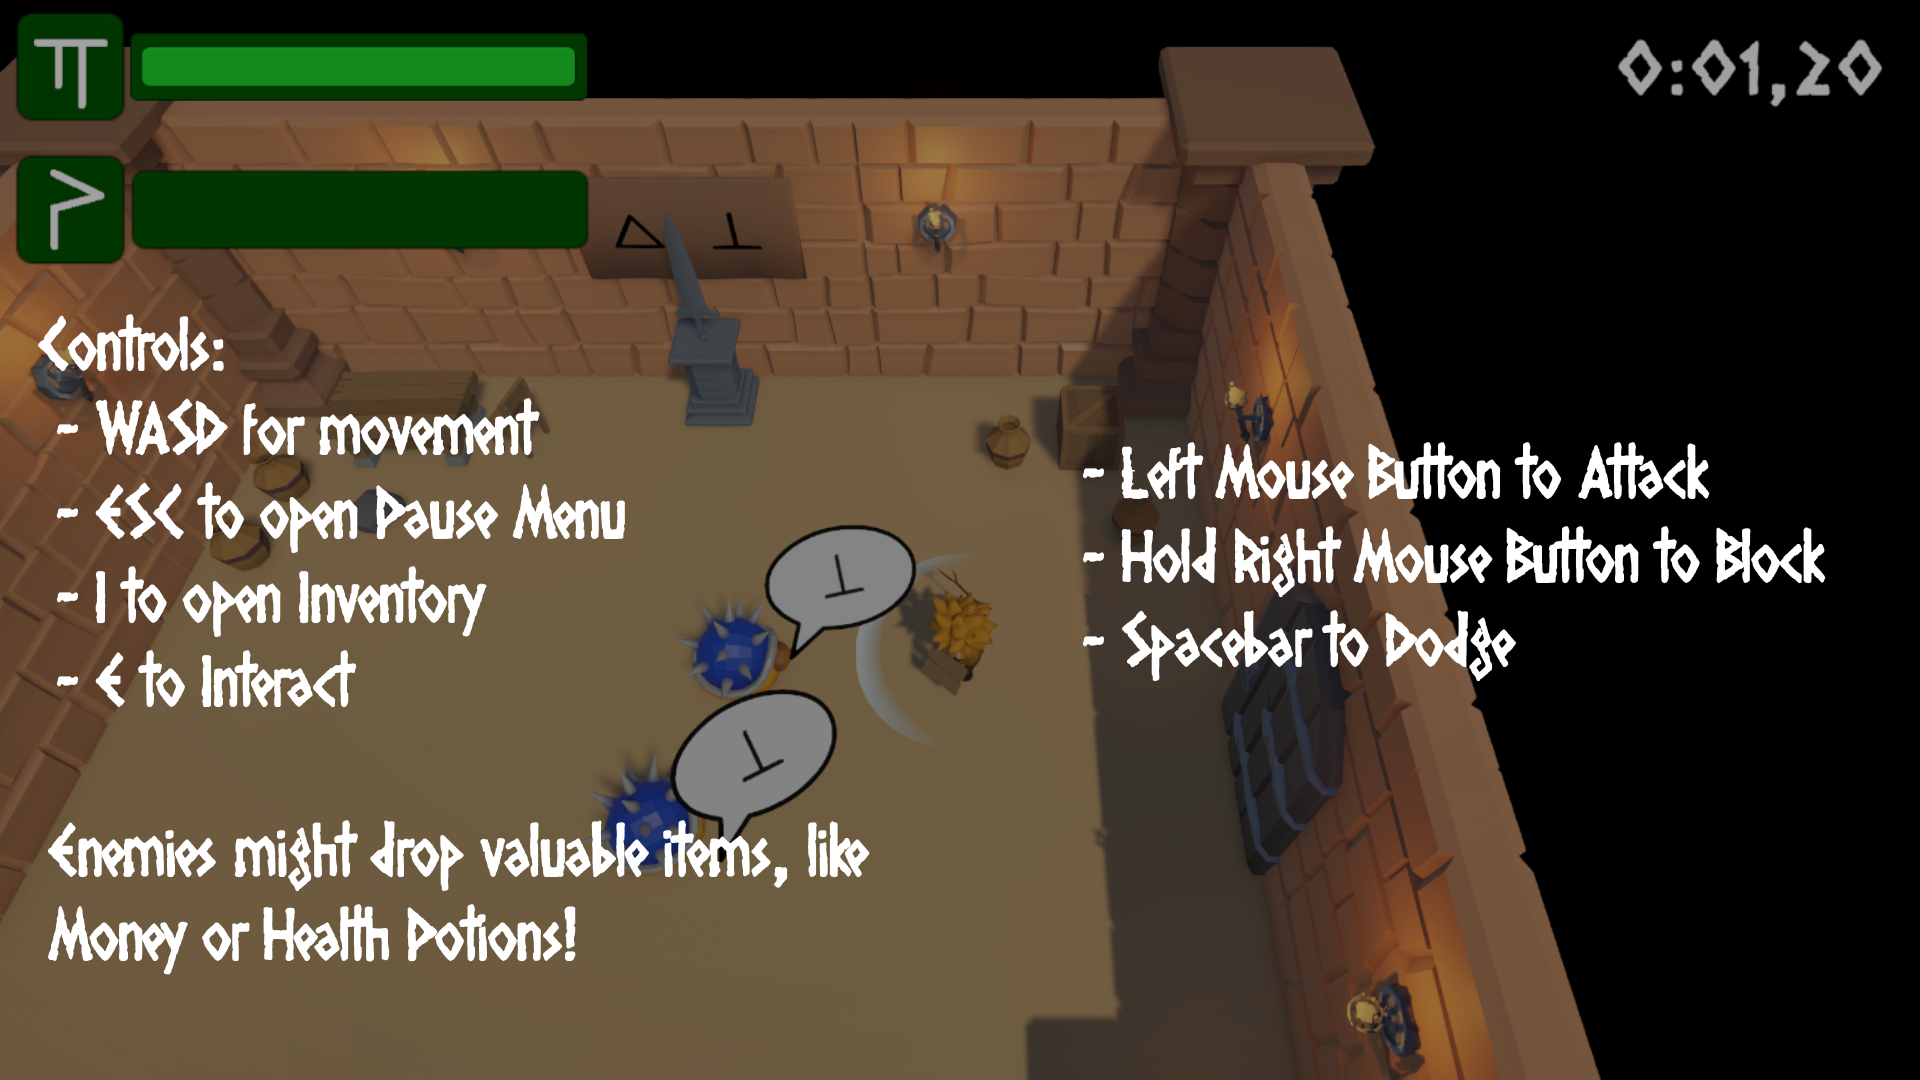 0:01,20
Controls:
- WASD for movement
- ESC to open Pause Menu
- I to open Inventory
- E to Interact
- Left Mouse Button to Attack
- Hold Right Mouse Button to Block
- Spacebar to Dodge
Enemies might drop valuable items, like
Money or Health Potions!